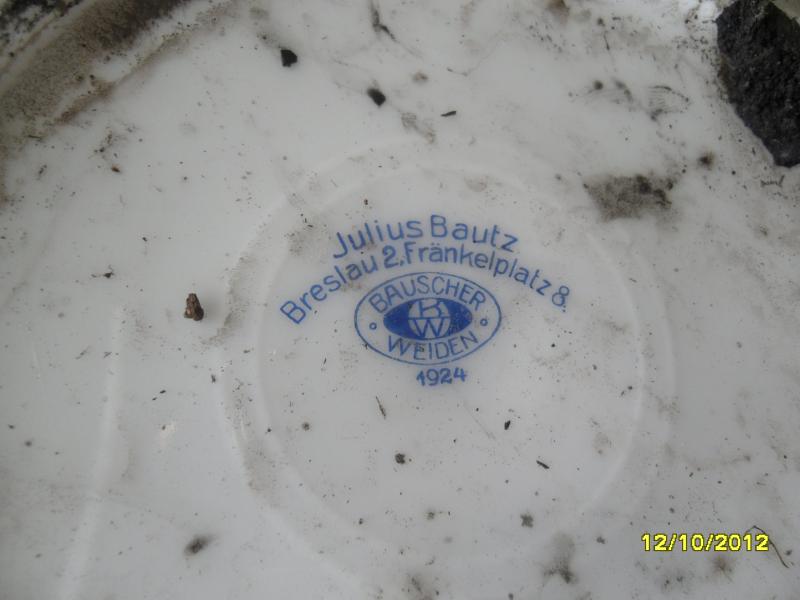 Julius Bautz
Breslau 2, Fränkelplatz 8.
BAUSCHER
BW
WEIDEN
1924
12/10/2012